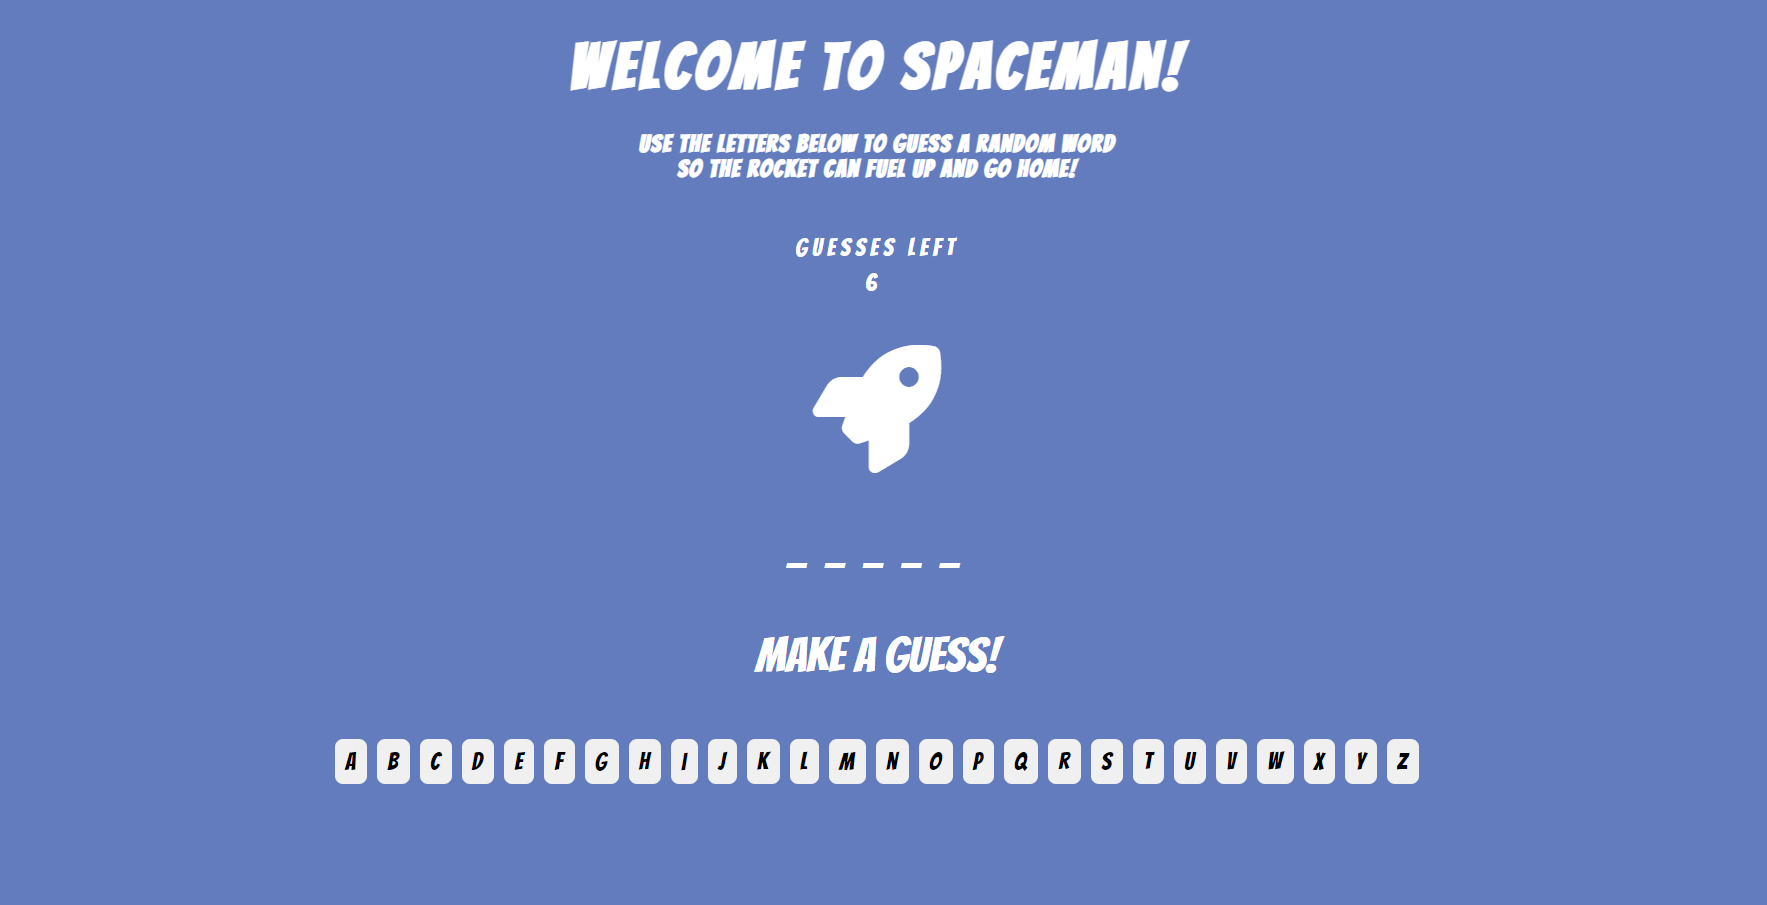 WELCOME TO SPACEMAN!
USE THE LETTERS BELOW TO GUESS A RANDOM WORD
SO THE ROCKET CAN FUEL UP AND GO HOME!
GUESSES LEFT
6
_ _ _ _ _
MAKE A GUESS!
A B C D E F G H I J K L M N O P Q R S T U V W X Y Z